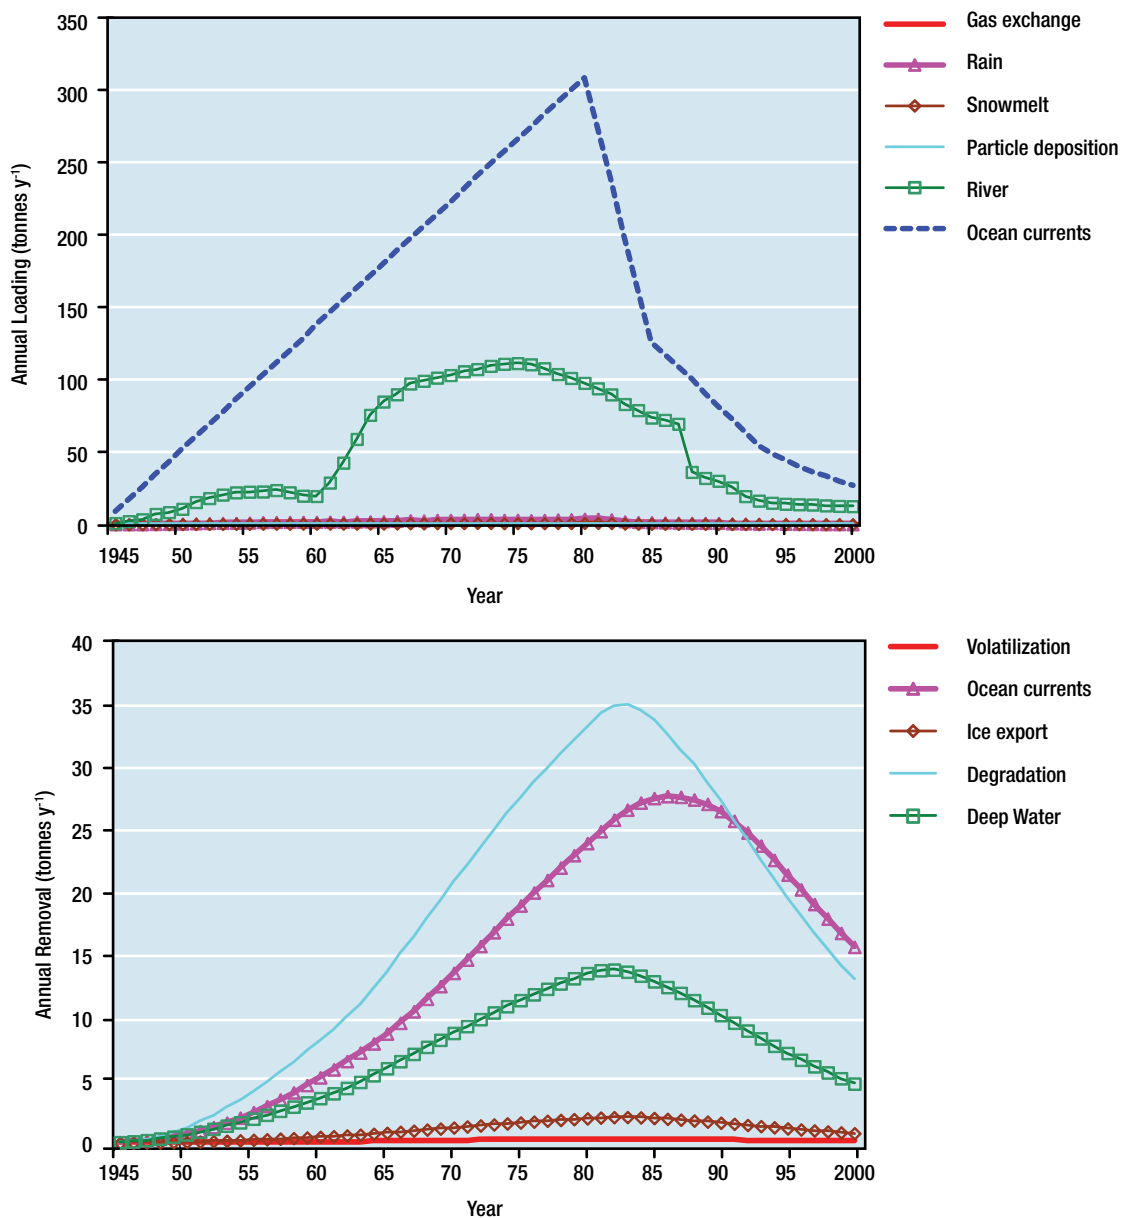 350
300
250
200
150
100
50
0
Annual Loading (tonnes y⁻¹)
1945 50 55 60 65 70 75 80 85 90 95 2000
Year
Gas exchange
Rain
Snowmelt
Particle deposition
River
Ocean currents
40
35
30
25
20
15
10
5
0
Annual Removal (tonnes y⁻¹)
1945 50 55 60 65 70 75 80 85 90 95 2000
Year
Volatilization
Ocean currents
Ice export
Degradation
Deep Water